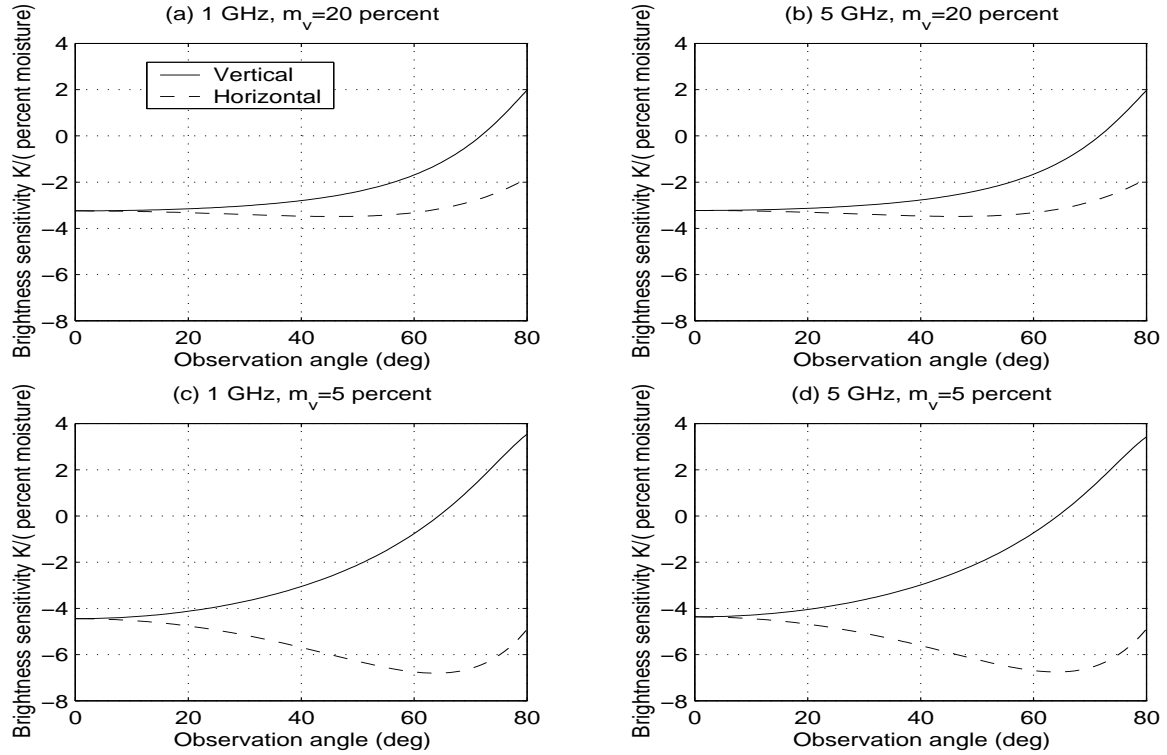 (a) 1 GHz, m_v=20 percent
4
2
0
−2
−4
−6
−8
0 20 40 60 80
Brightness sensitivity K/( percent moisture)
Observation angle (deg)
Vertical
Horizontal
(b) 5 GHz, m_v=20 percent
4
2
0
−2
−4
−6
−8
0 20 40 60 80
Brightness sensitivity K/( percent moisture)
Observation angle (deg)
(c) 1 GHz, m_v=5 percent
4
2
0
−2
−4
−6
−8
0 20 40 60 80
Brightness sensitivity K/( percent moisture)
Observation angle (deg)
(d) 5 GHz, m_v=5 percent
4
2
0
−2
−4
−6
−8
0 20 40 60 80
Brightness sensitivity K/( percent moisture)
Observation angle (deg)